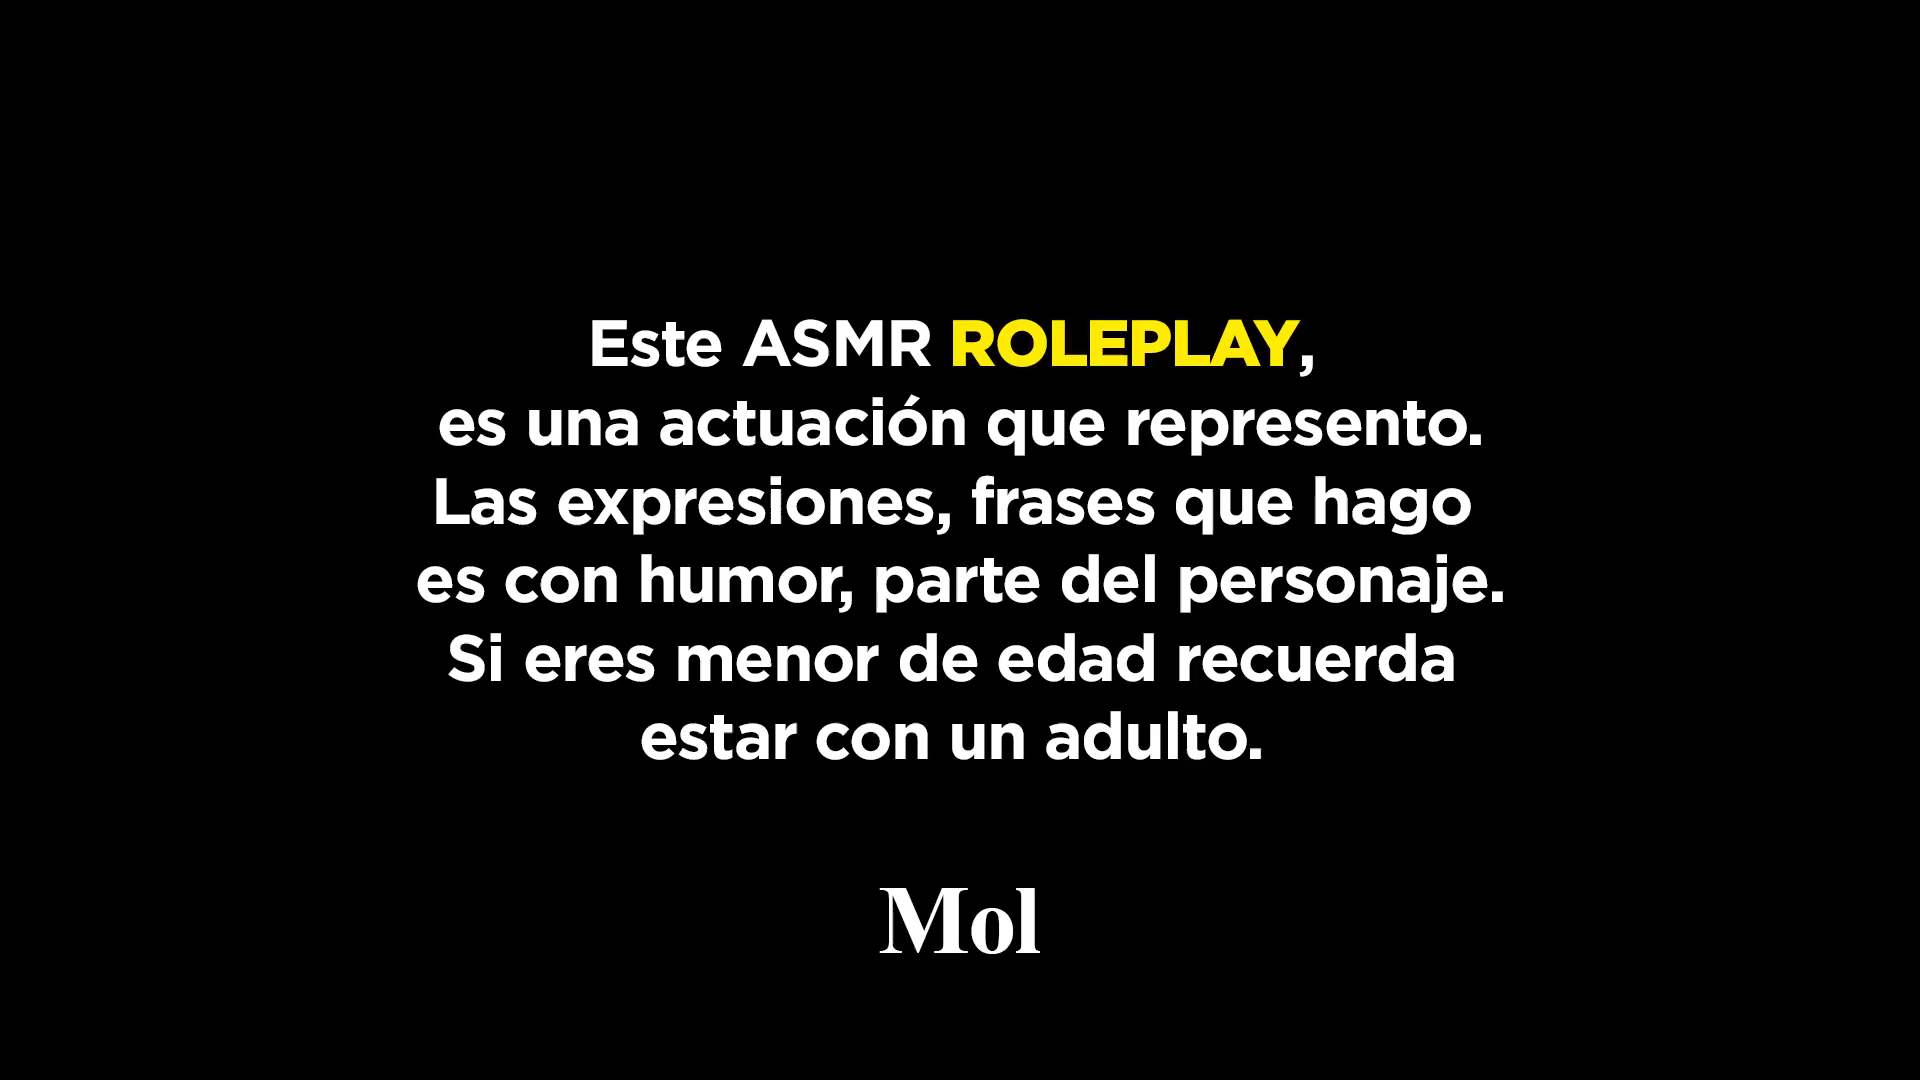 Este ASMR ROLEPLAY,
es una actuación que represento.
Las expresiones, frases que hago
es con humor, parte del personaje.
Si eres menor de edad recuerda
estar con un adulto.
Mol